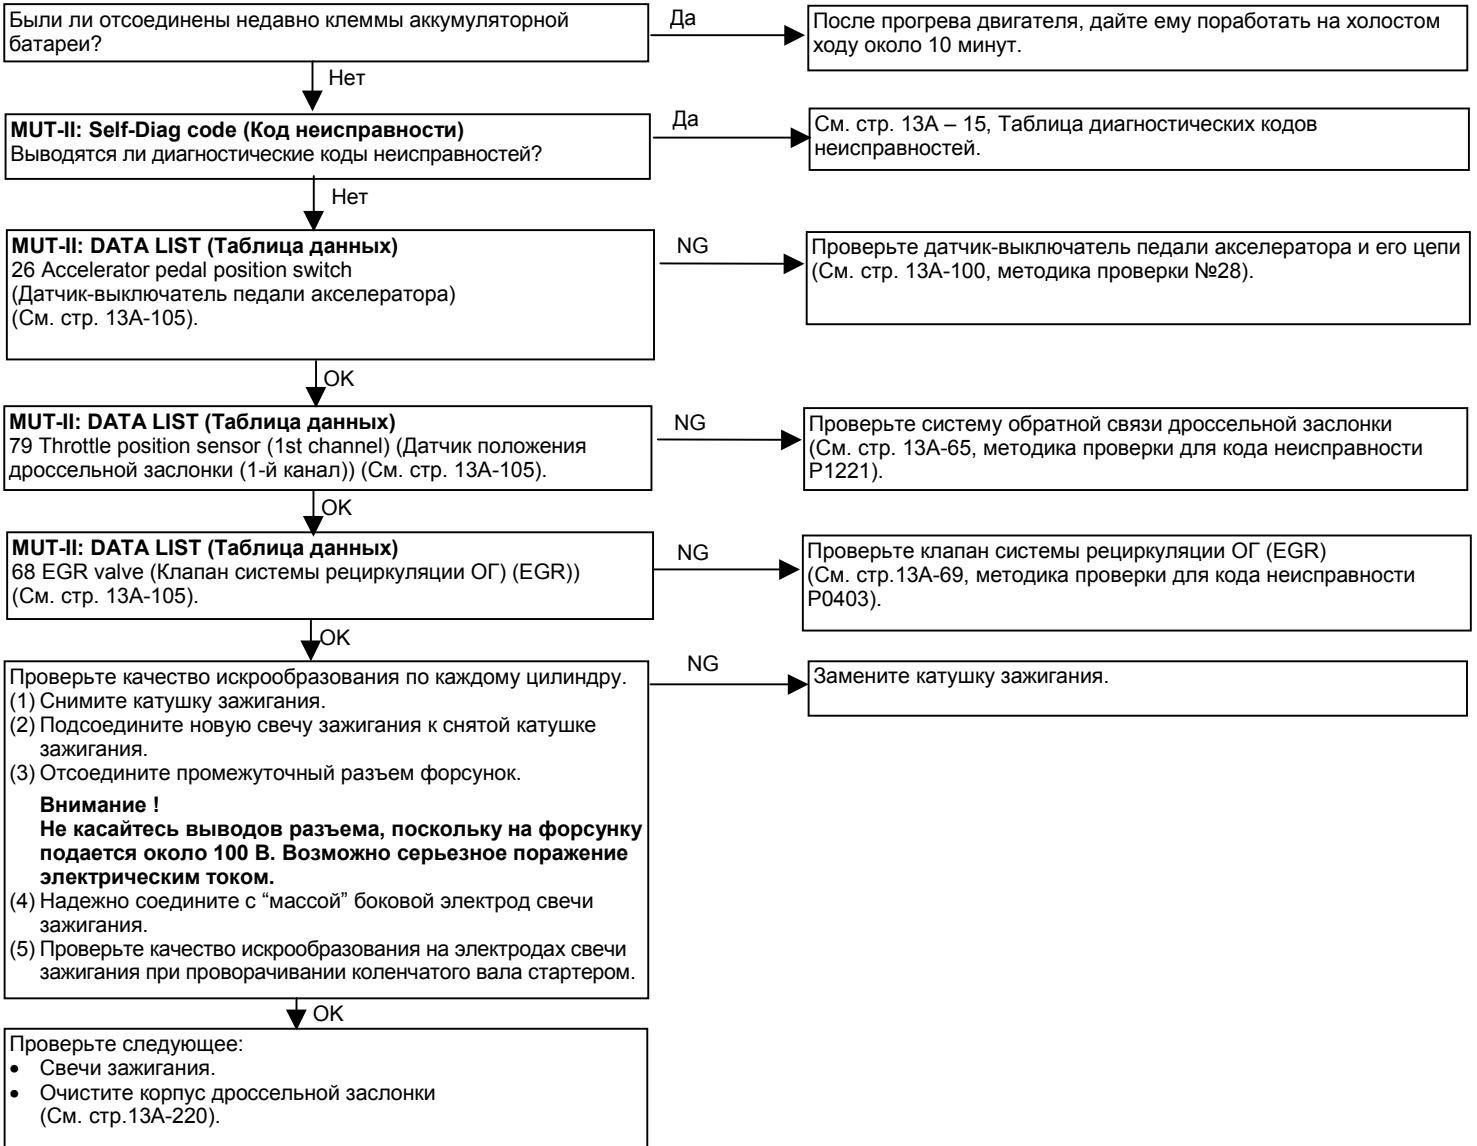 Были ли отсоединены недавно клеммы аккумуляторной
батареи?
Да
После прогрева двигателя, дайте ему поработать на холостом
ходу около 10 минут.
Нет
MUT-II: Self-Diag code (Код неисправности)
Выводятся ли диагностические коды неисправностей?
Да
См. стр. 13А – 15, Таблица диагностических кодов
неисправностей.
Нет
MUT-II: DATA LIST (Таблица данных)
26 Accelerator pedal position switch
(Датчик-выключатель педали акселератора)
(См. стр. 13А-105).
NG
Проверьте датчик-выключатель педали акселератора и его цепи
(См. стр. 13А-100, методика проверки №28).
OK
MUT-II: DATA LIST (Таблица данных)
79 Throttle position sensor (1st channel) (Датчик положения
дроссельной заслонки (1-й канал)) (См. стр. 13А-105).
NG
Проверьте систему обратной связи дроссельной заслонки
(См. стр. 13А-65, методика проверки для кода неисправности
P1221).
OK
MUT-II: DATA LIST (Таблица данных)
68 EGR valve (Клапан системы рециркуляции ОГ) (EGR))
(См. стр. 13А-105).
NG
Проверьте клапан системы рециркуляции ОГ (EGR)
(См. стр.13А-69, методика проверки для кода неисправности
P0403).
OK
Проверьте качество искрообразования по каждому цилиндру.
(1) Снимите катушку зажигания.
(2) Подсоедините новую свечу зажигания к снятой катушке
зажигания.
(3) Отсоедините промежуточный разъем форсунок.
Внимание !
Не касайтесь выводов разъема, поскольку на форсунку
подается около 100 В. Возможно серьезное поражение
электрическим током.
(4) Надежно соедините с “массой” боковой электрод свечи
зажигания.
(5) Проверьте качество искрообразования на электродах свечи
зажигания при проворачивании коленчатого вала стартером.
NG
Замените катушку зажигания.
OK
Проверьте следующее:
• Свечи зажигания.
• Очистите корпус дроссельной заслонки
(См. стр.13А-220).